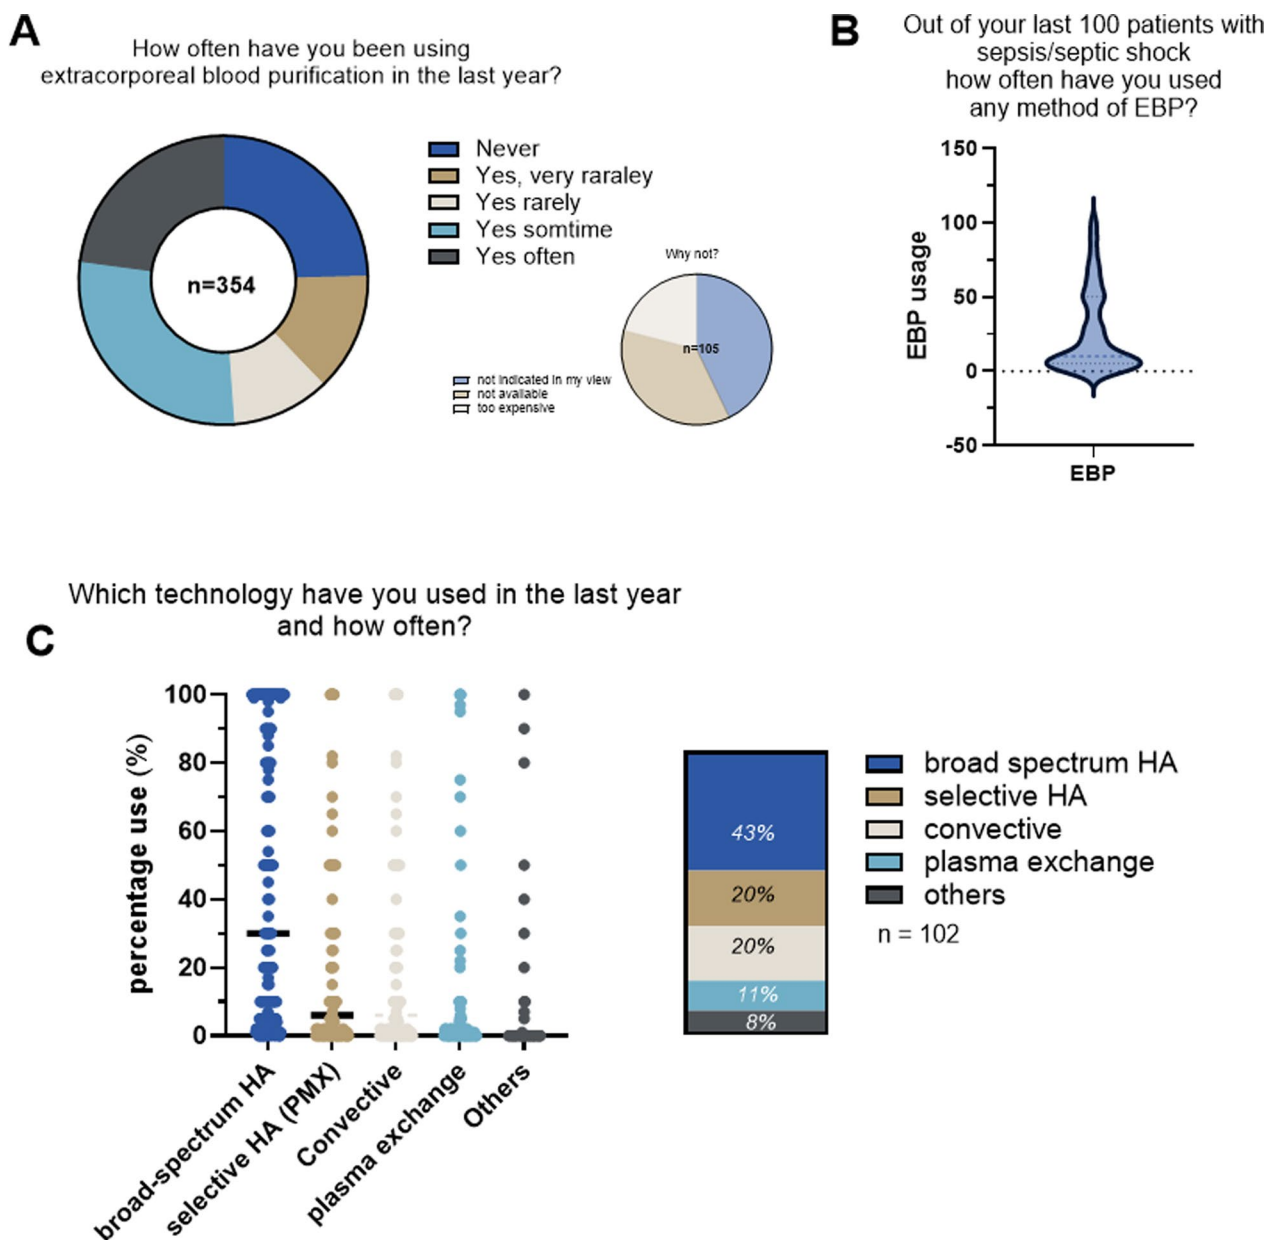 A
How often have you been using
extracorporeal blood purification in the last year?
n=354
Never
Yes, very raraley
Yes rarely
Yes somtime
Yes often
Why not?
n=105
not indicated in my view
not available
too expensive
B
Out of your last 100 patients with
sepsis/septic shock
how often have you used
any method of EBP?
EBP usage
150
100
50
0
-50
EBP
C
Which technology have you used in the last year
and how often?
percentage use (%)
100
80
60
40
20
0
broad-spectrum HA
selective HA (PMX)
Convective
plasma exchange
Others
43%
20%
20%
11%
8%
broad spectrum HA
selective HA
convective
plasma exchange
others
n = 102